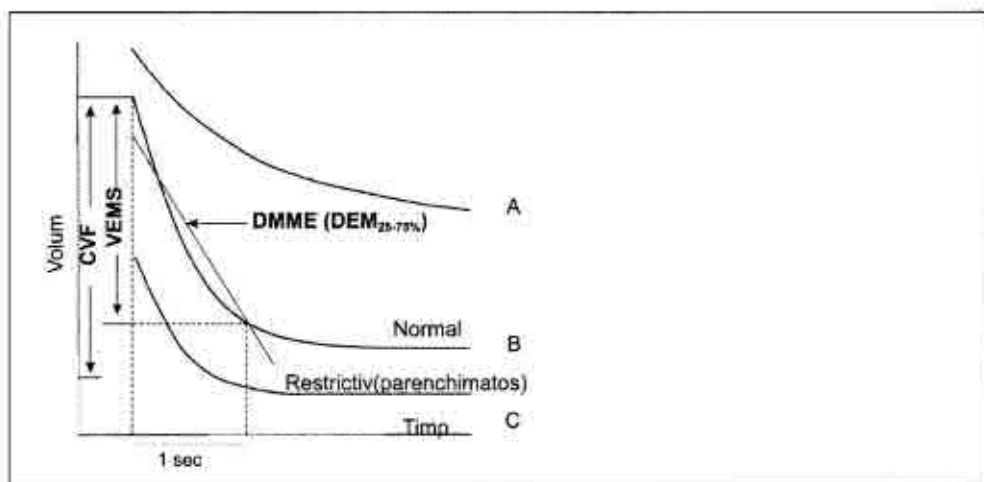 A
Volum
CVF
VEMS
DMME (DEM25-75%)
Normal
B
Restrictiv(parenchimatos)
Timp
C
1 sec